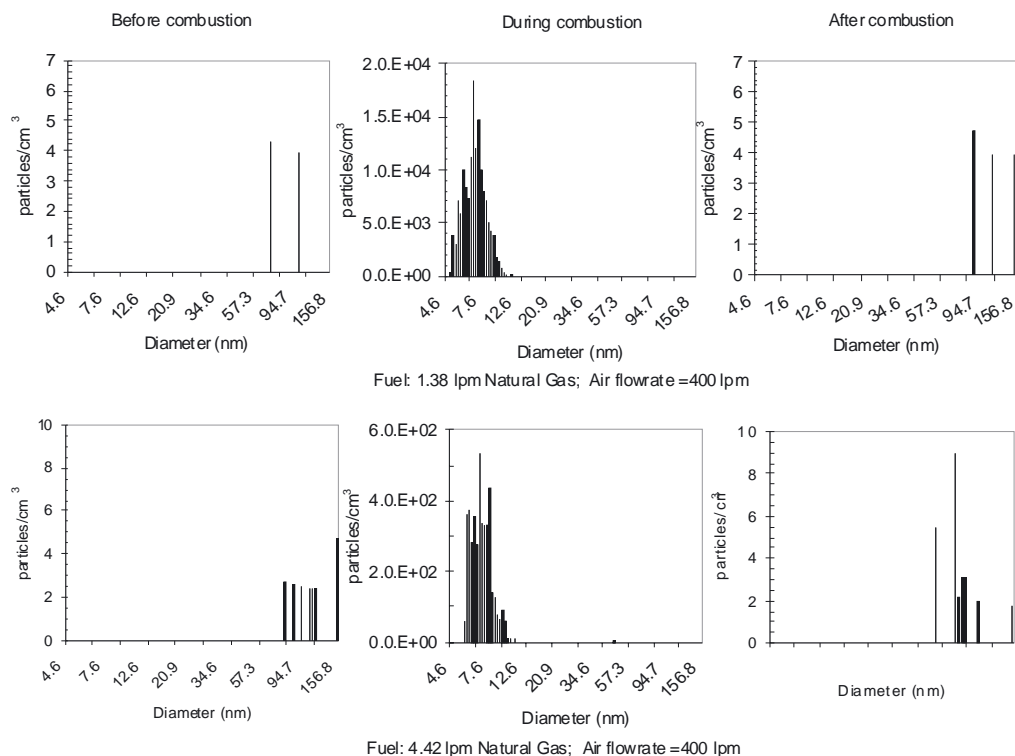 Before combustion
During combustion
After combustion
7
6
5
4
3
2
1
0
particles/cm 3
4.6 7.6 12.6 20.9 34.6 57.3 94.7 156.8
Diameter (nm)
2.0.E+04
1.5.E+04
1.0.E+04
5.0.E+03
0.0.E+00
particles/cm3
4.6 7.6 12.6 20.9 34.6 57.3 94.7 156.8
Diameter (nm)
7
6
5
4
3
2
1
0
particles/cm3
4.6 7.6 12.6 20.9 34.6 57.3 94.7 156.8
Diameter (nm)
Fuel: 1.38 lpm Natural Gas; Air flowrate =400 lpm
10
8
6
4
2
0
particles/cm 3
4.6 7.6 12.6 20.9 34.6 57.3 94.7 156.8
Diameter (nm)
6.0.E+02
4.0.E+02
2.0.E+02
0.0.E+00
particles/cm3
4.6 7.6 12.6 20.9 34.6 57.3 94.7 156.8
Diameter (nm)
10
8
6
4
2
0
particles/ cm3
Diameter (nm)
Fuel: 4.42 lpm Natural Gas; Air flowrate =400 lpm